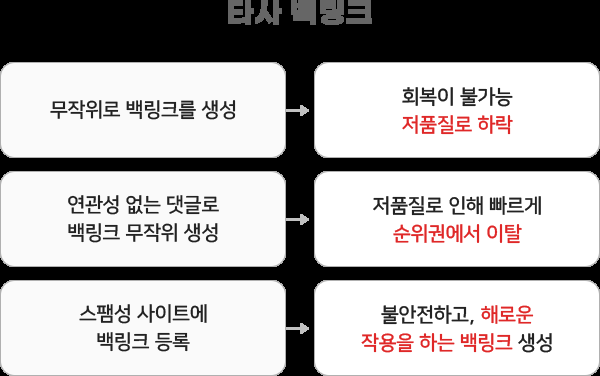 타사 백링크
무작위로 백링크를 생성
회복이 불가능
저품질로 하락
연관성 없는 댓글로
백링크 무작위 생성
저품질로 인해 빠르게
순위권에서 이탈
스팸성 사이트에
백링크 등록
불안전하고, 해로운
작용을 하는 백링크 생성